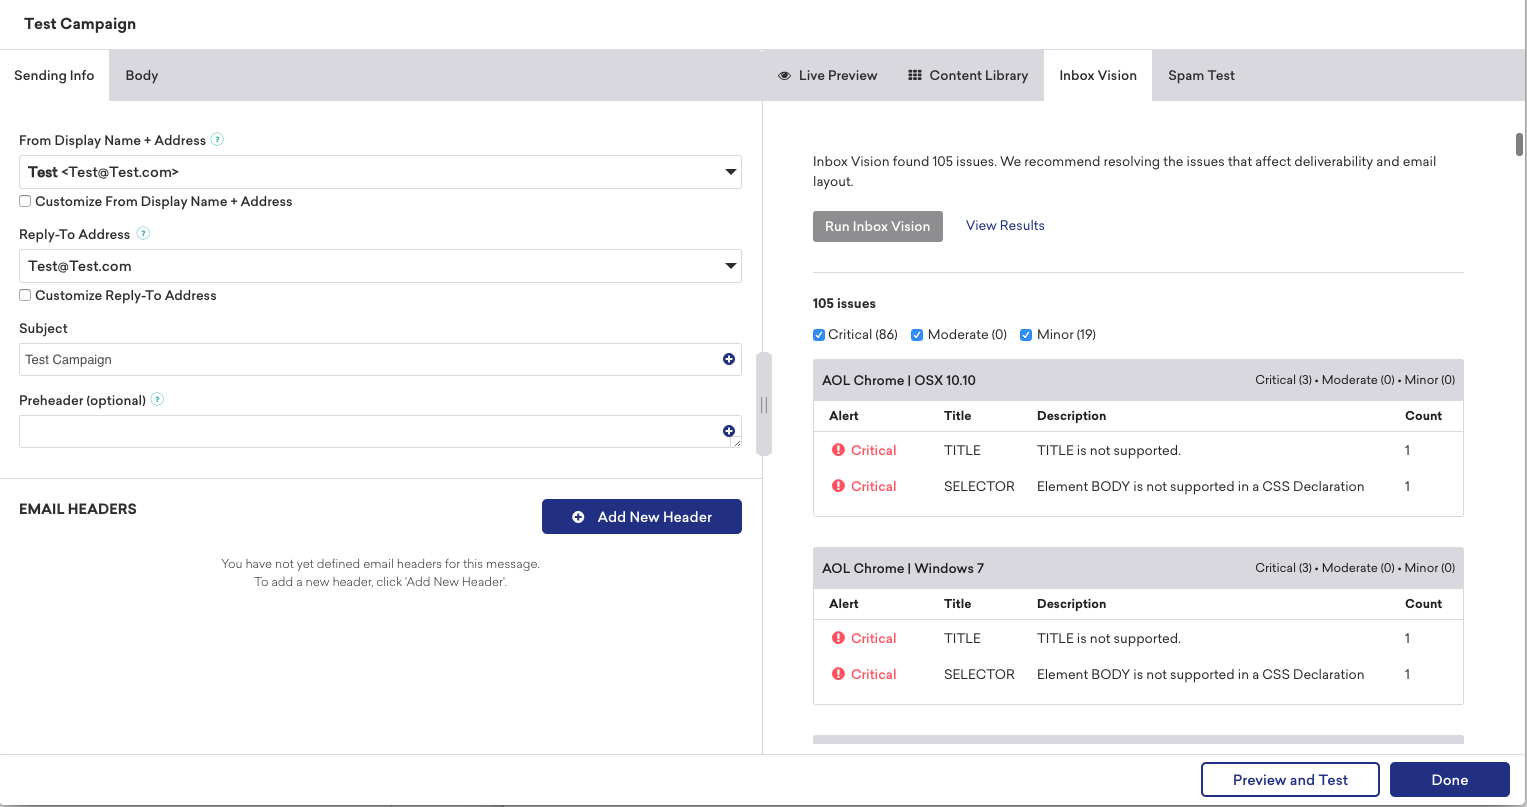 Test Campaign
Sending Info
Body
Live Preview
Content Library
Inbox Vision
Spam Test
From Display Name + Address ?
Test <Test@Test.com>
Customize From Display Name + Address
Reply-To Address ?
Test@Test.com
Customize Reply-To Address
Subject
Test Campaign
Preheader (optional) ?
EMAIL HEADERS
Add New Header
You have not yet defined email headers for this message.
To add a new header, click 'Add New Header'.
Inbox Vision found 105 issues. We recommend resolving the issues that affect deliverability and email
layout.
Run Inbox Vision
View Results
105 issues
Critical (86) Moderate (0) Minor (19)
AOL Chrome | OSX 10.10 Critical (3) • Moderate (0) • Minor (0)
Alert Title Description Count
Critical TITLE TITLE is not supported. 1
Critical SELECTOR Element BODY is not supported in a CSS Declaration 1
AOL Chrome | Windows 7 Critical (3) • Moderate (0) • Minor (0)
Alert Title Description Count
Critical TITLE TITLE is not supported. 1
Critical SELECTOR Element BODY is not supported in a CSS Declaration 1
Preview and Test
Done